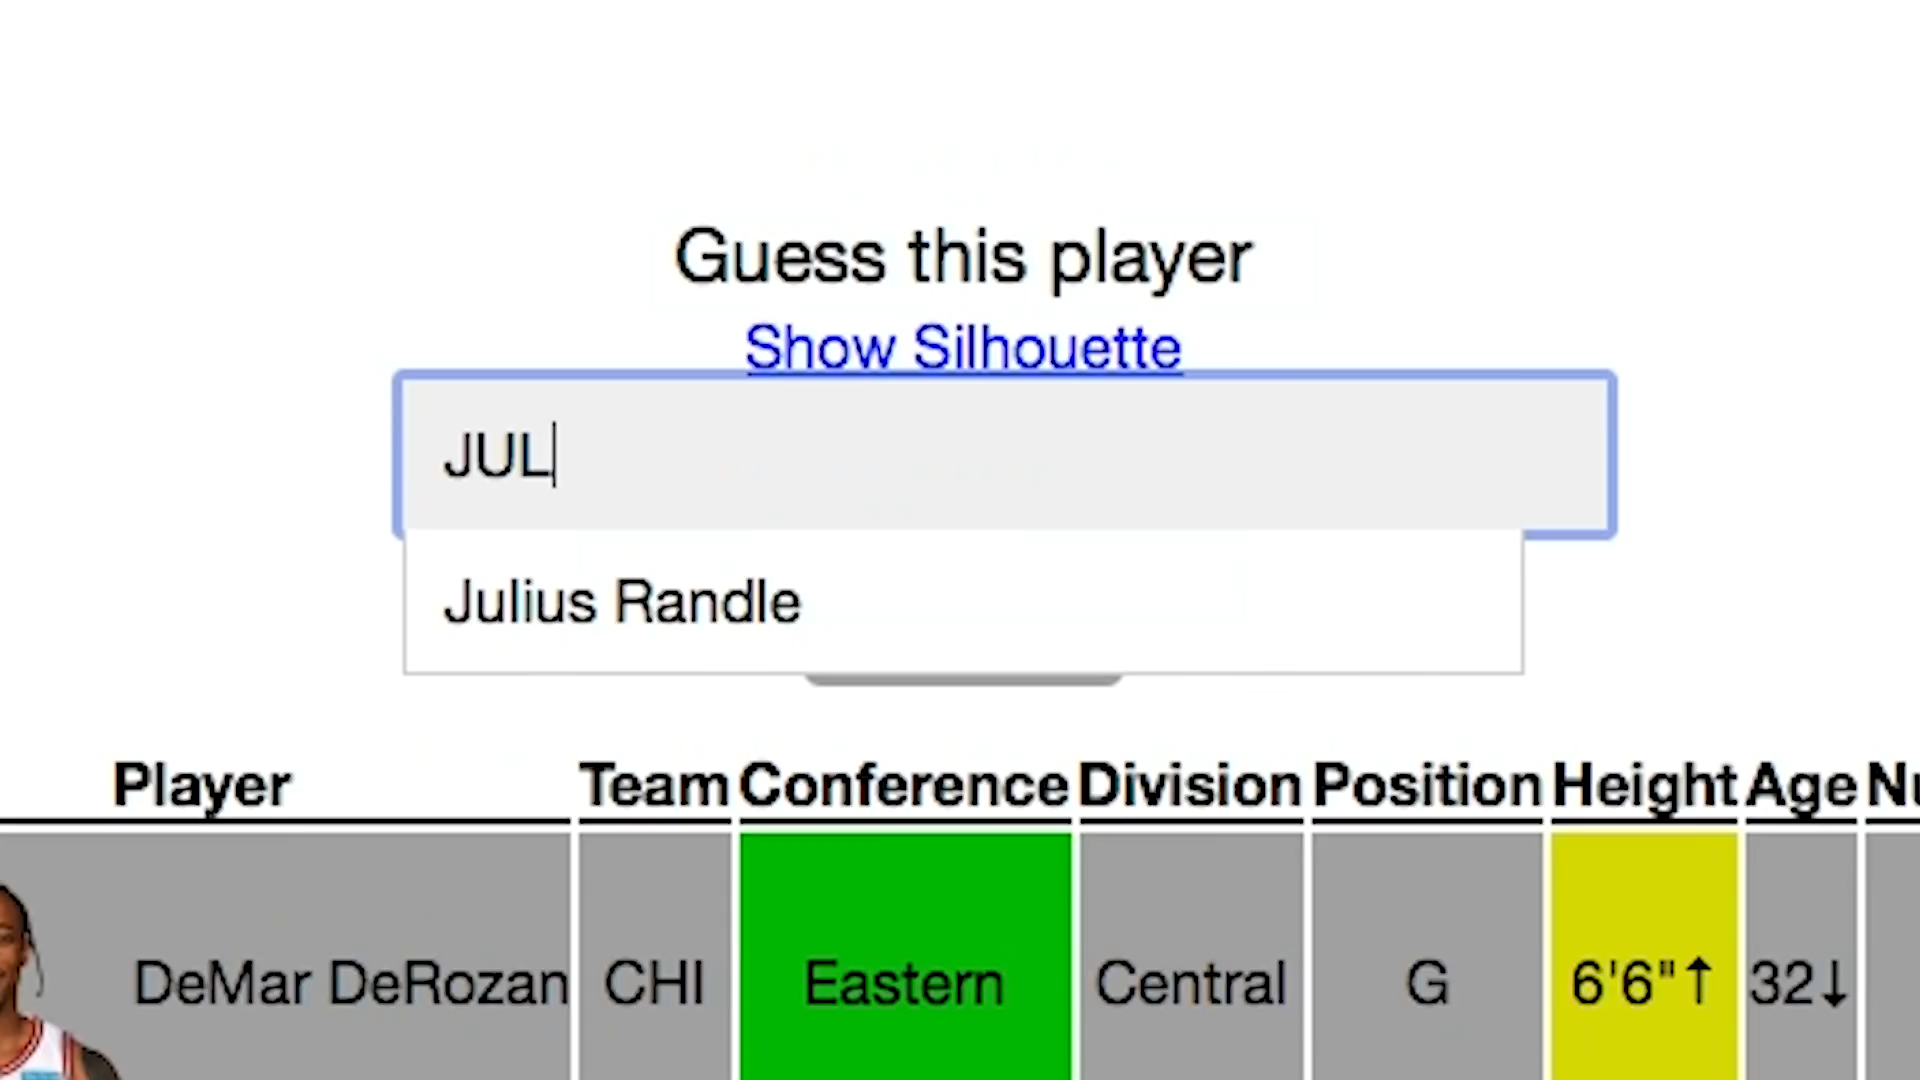 Guess this player
Show Silhouette
JUL
Julius Randle
Player Team Conference Division Position Height Age
DeMar DeRozan CHI Eastern Central G 6'6"↑ 32↓